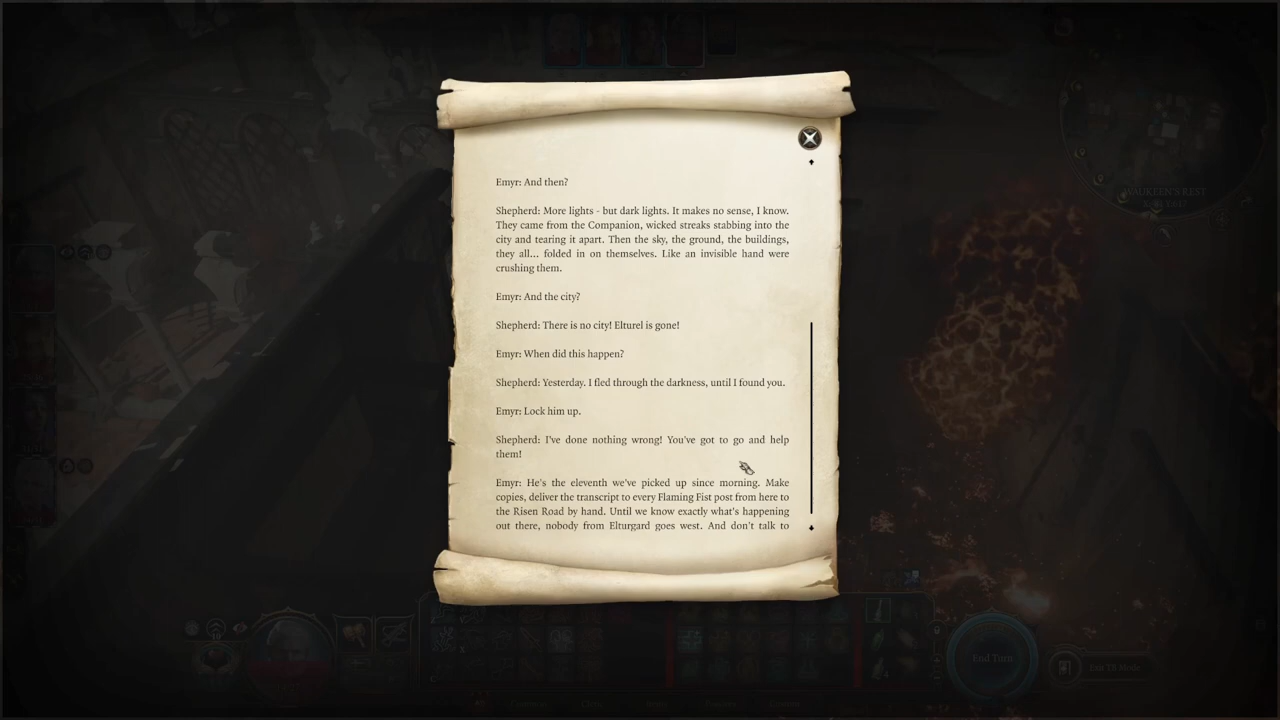 WAUKEEN'S REST
Emyr: And then?
Shepherd: More lights - but dark lights. It makes no sense, I know.
They came from the Companion, wicked streaks stabbing into the
city and tearing it apart. Then the sky, the ground, the buildings,
they all... folded in on themselves. Like an invisible hand were
crushing them.
Emyr: And the city?
Shepherd: There is no city! Elturel is gone!
Emyr: When did this happen?
Shepherd: Yesterday. I fled through the darkness, until I found you.
Emyr: Lock him up.
Shepherd: I've done nothing wrong! You've got to go and help
them!
Emyr: He's the eleventh we've picked up since morning. Make
copies, deliver the transcript to every Flaming Fist post from here to
the Risen Road by hand. Until we know exactly what's happening
out there, nobody from Elturgard goes west. And don't talk to
End Turn
Exit TB Mode